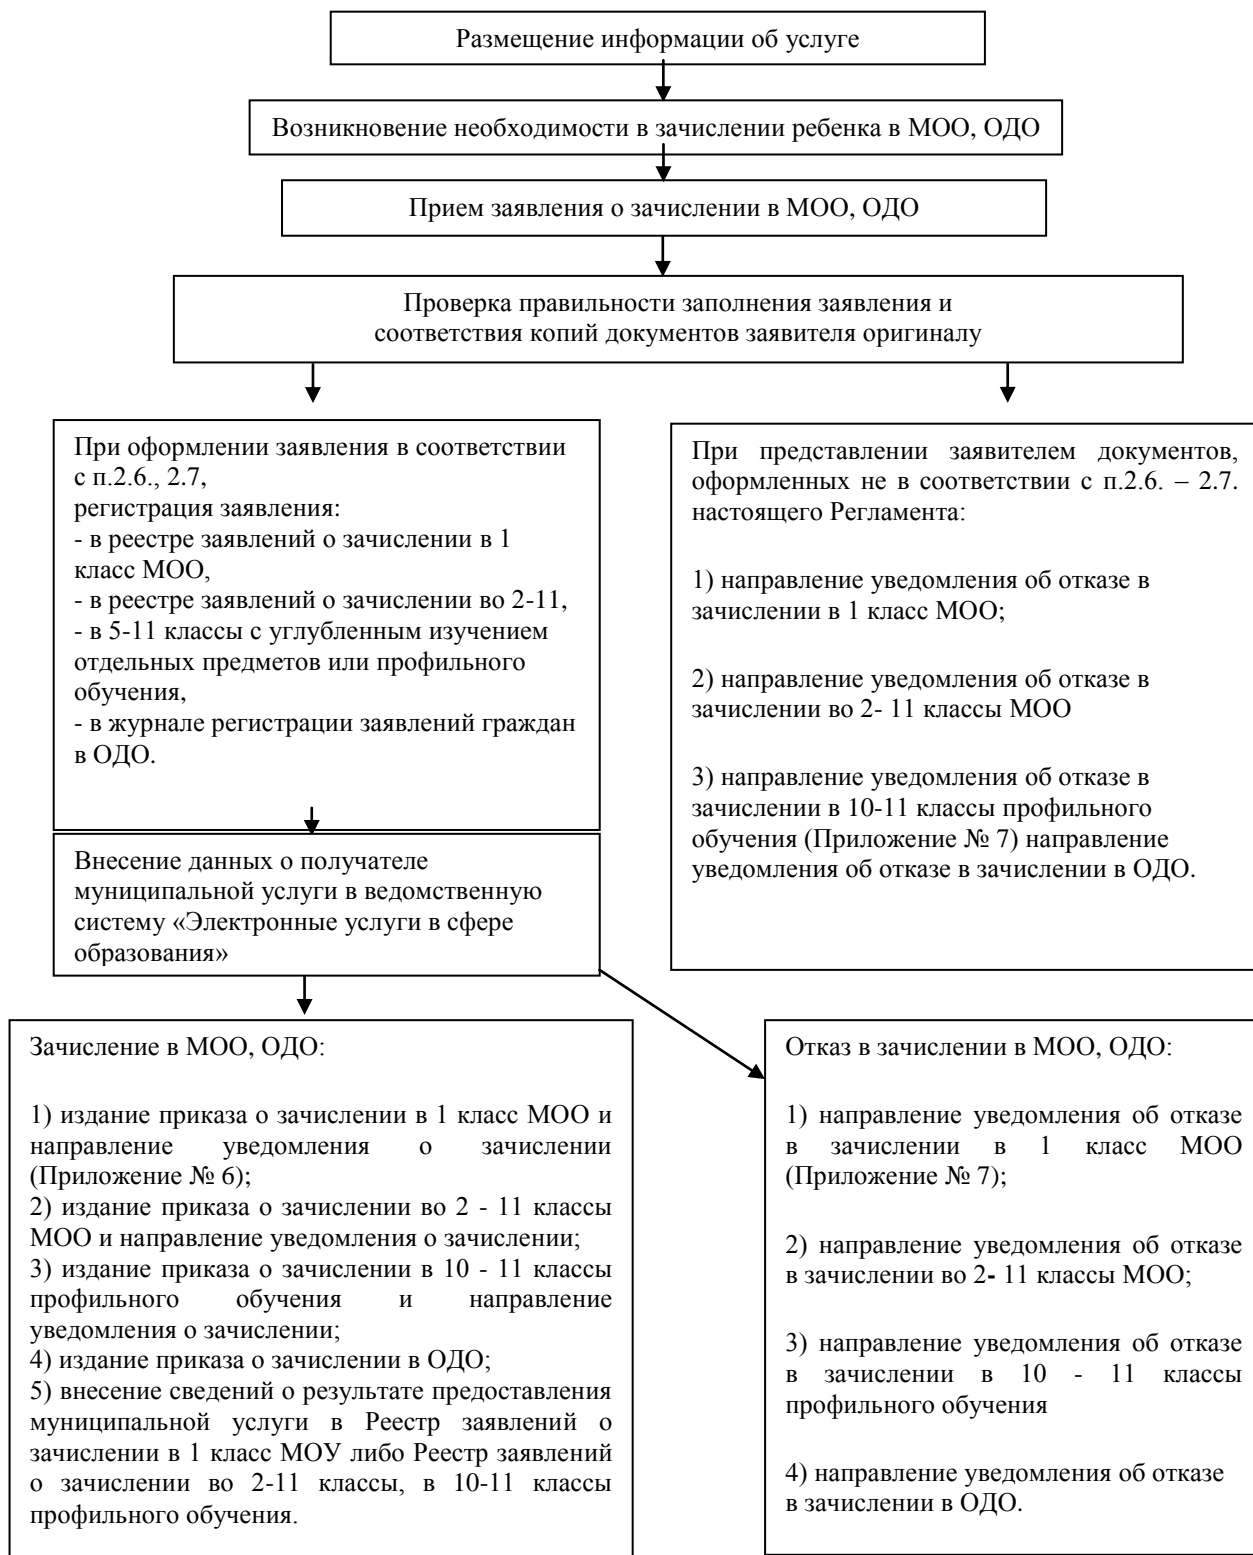 Размещение информации об услуге
Возникновение необходимости в зачислении ребенка в МОО, ОДО
Прием заявления о зачислении в МОО, ОДО
Проверка правильности заполнения заявления и
соответствия копий документов заявителя оригиналу
При оформлении заявления в соответствии
с п.2.6., 2.7,
регистрация заявления:
- в реестре заявлений о зачислении в 1
класс МОО,
- в реестре заявлений о зачислении во 2-11,
- в 5-11 классы с углубленным изучением
отдельных предметов или профильного
обучения,
- в журнале регистрации заявлений граждан
в ОДО.
При представлении заявителем документов,
оформленных не в соответствии с п.2.6. – 2.7.
настоящего Регламента:
1) направление уведомления об отказе в
зачислении в 1 класс МОО;
2) направление уведомления об отказе в
зачислении во 2- 11 классы МОО
3) направление уведомления об отказе в
зачислении в 10-11 классы профильного
обучения (Приложение № 7) направление
уведомления об отказе в зачислении в ОДО.
Внесение данных о получателе
муниципальной услуги в ведомственную
систему «Электронные услуги в сфере
образования»
Зачисление в МОО, ОДО:
1) издание приказа о зачислении в 1 класс МОО и
направление уведомления о зачислении
(Приложение № 6);
2) издание приказа о зачислении во 2 - 11 классы
МОО и направление уведомления о зачислении;
3) издание приказа о зачислении в 10 - 11 классы
профильного обучения и направление
уведомления о зачислении;
4) издание приказа о зачислении в ОДО;
5) внесение сведений о результате предоставления
муниципальной услуги в Реестр заявлений о
зачислении в 1 класс МОУ либо Реестр заявлений
о зачислении во 2-11 классы, в 10-11 классы
профильного обучения.
Отказ в зачислении в МОО, ОДО:
1) направление уведомления об отказе
в зачислении в 1 класс МОО
(Приложение № 7);
2) направление уведомления об отказе
в зачислении во 2- 11 классы МОО;
3) направление уведомления об отказе
в зачислении в 10 - 11 классы
профильного обучения
4) направление уведомления об отказе
в зачислении в ОДО.